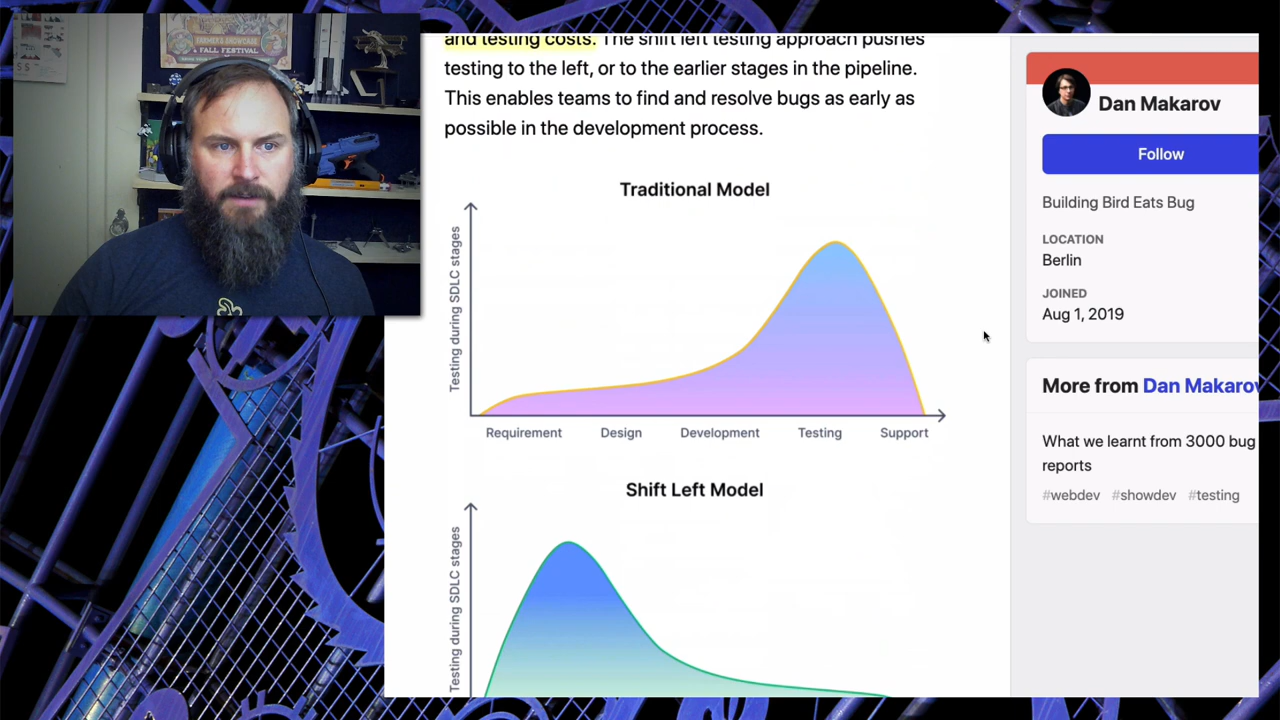 FARMER'S SHOWCASE
& FALL FESTIVAL
and testing costs. The shift left testing approach pushes
testing to the left, or to the earlier stages in the pipeline.
This enables teams to find and resolve bugs as early as
possible in the development process.
Traditional Model
Testing during SDLC stages
Requirement Design Development Testing Support
Shift Left Model
Testing during SDLC stages
Dan Makarov
Follow
Building Bird Eats Bug
LOCATION
Berlin
JOINED
Aug 1, 2019
More from Dan Makarov
What we learnt from 3000 bug
reports
#webdev #showdev #testing